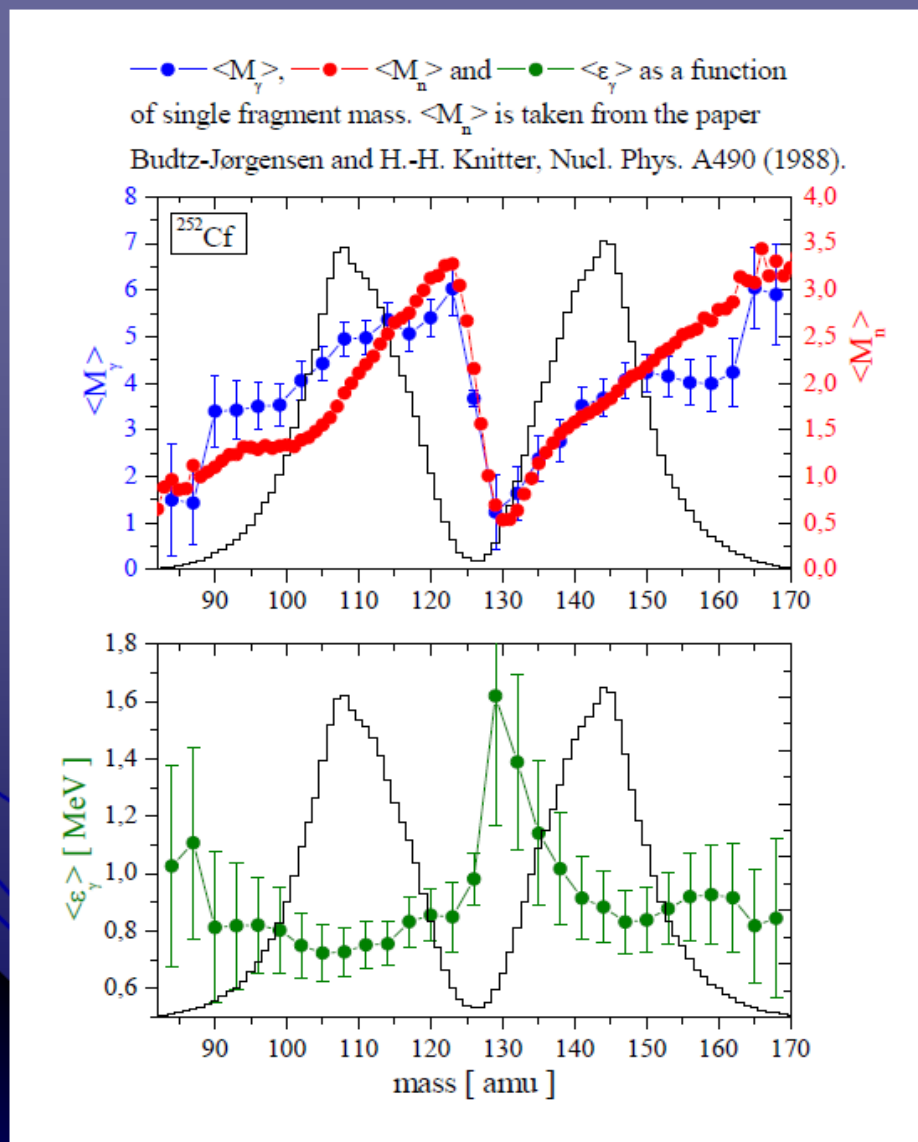 <Mγ>, <Mn> and <εγ> as a function
of single fragment mass. <Mn> is taken from the paper
Budtz-Jørgensen and H.-H. Knitter, Nucl. Phys. A490 (1988).
252Cf
<Mγ>
8
7
6
5
4
3
2
1
0
4,0
3,5
3,0
2,5
2,0
1,5
1,0
0,5
0,0
<Mn>
90 100 110 120 130 140 150 160 170
<εγ> [ MeV ]
1,8
1,6
1,4
1,2
1,0
0,8
0,6
90 100 110 120 130 140 150 160 170
mass [ amu ]